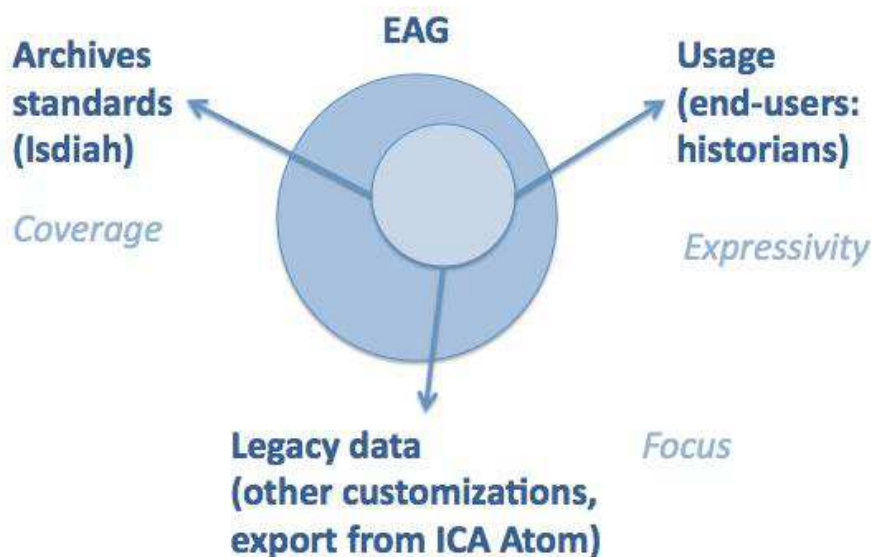 EAG
Archives
standards
(Isdiah)
Coverage
Usage
(end-users:
historians)
Expressivity
Legacy data
(other customizations,
export from ICA Atom)
Focus